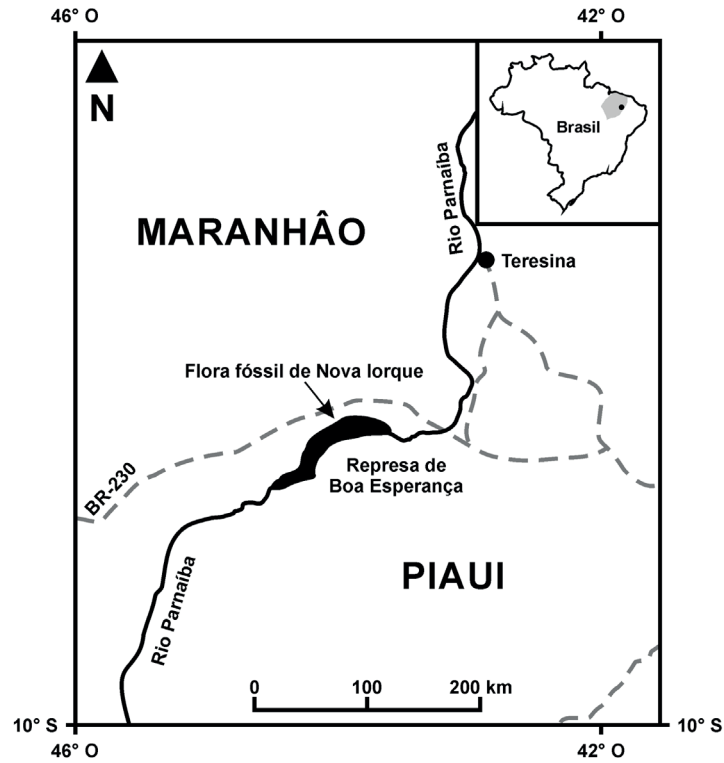 46° O
42° O
N
Brasil
Rio Parnaíba
MARANHÂO
Teresina
Flora fóssil de Nova Iorque
Represa de
Boa Esperança
BR-230
PIAUI
Rio Parnaíba
0
100
200 km
10° S
10° S
46° O
42° O